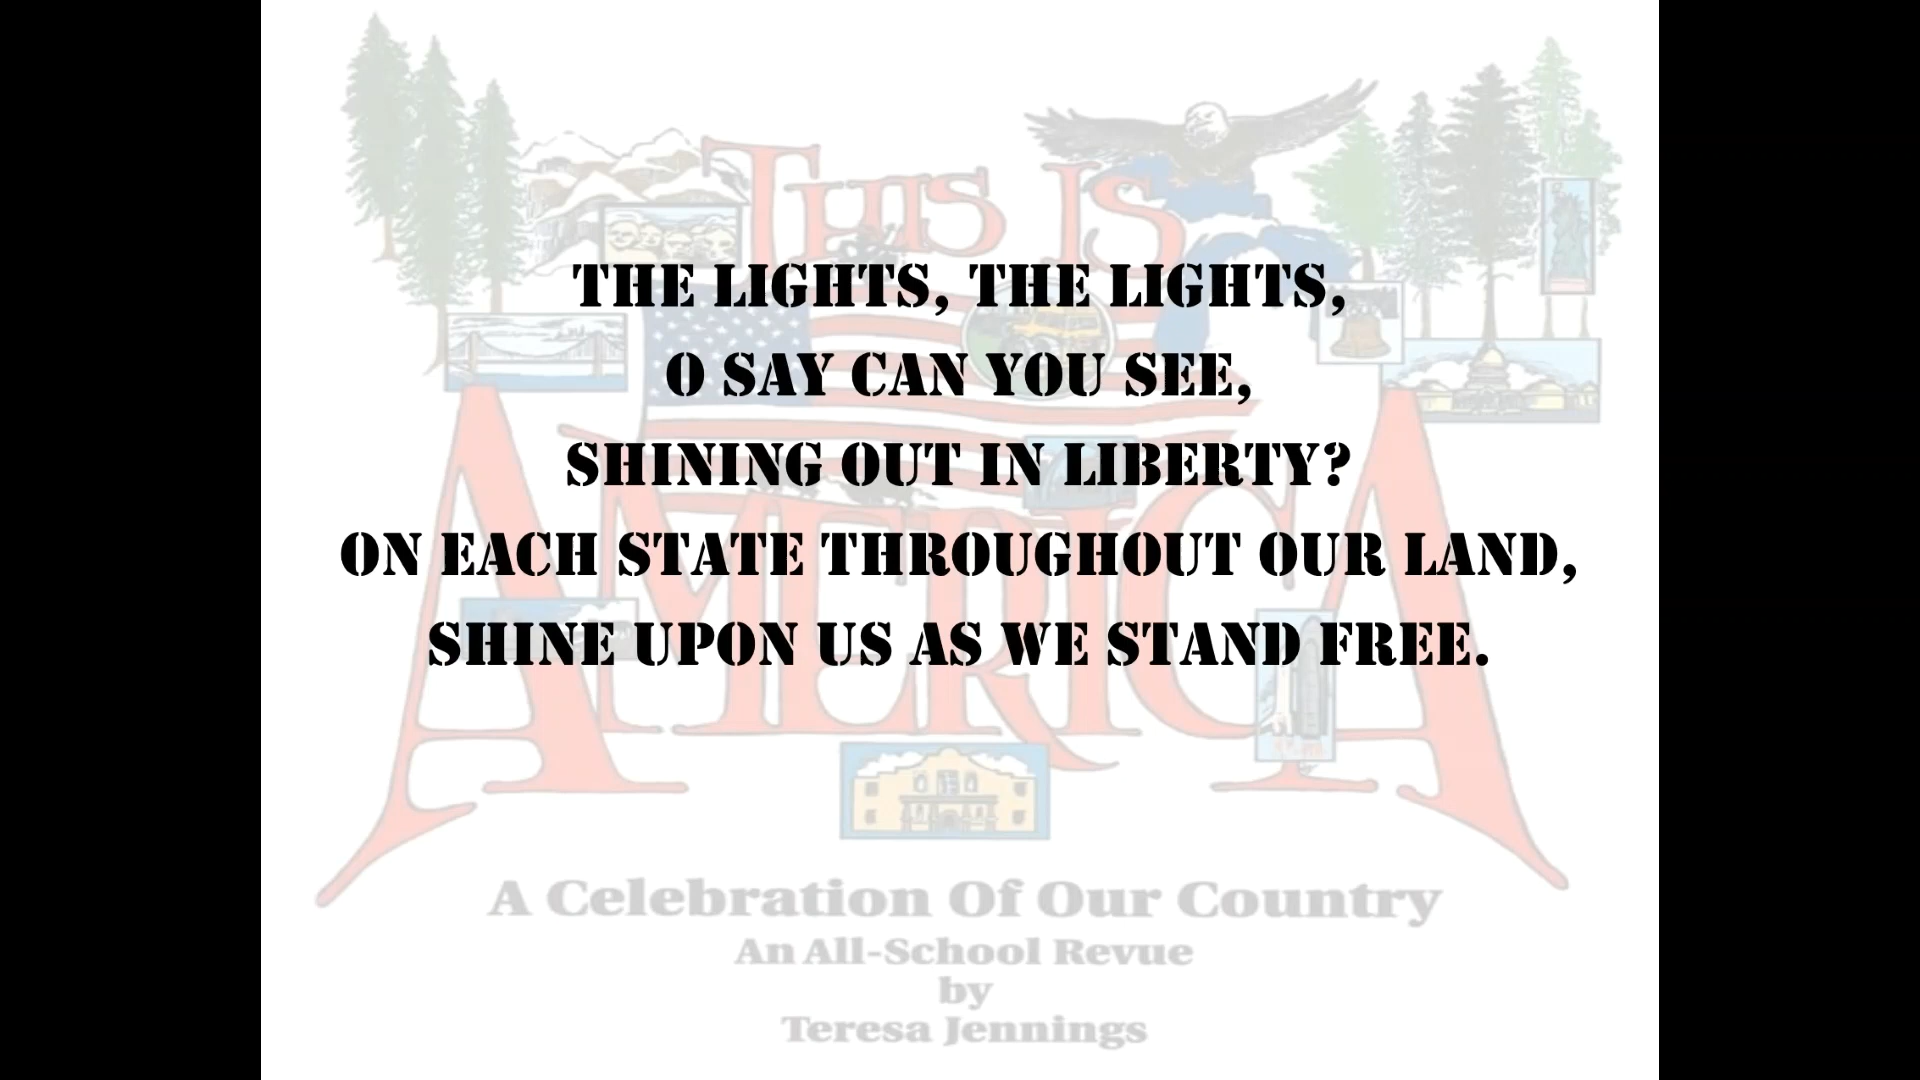 THIS IS
AMERICA
THE LIGHTS, THE LIGHTS,
O SAY CAN YOU SEE,
SHINING OUT IN LIBERTY?
ON EACH STATE THROUGHOUT OUR LAND,
SHINE UPON US AS WE STAND FREE.
A Celebration Of Our Country
An All-School Revue
by
Teresa Jennings